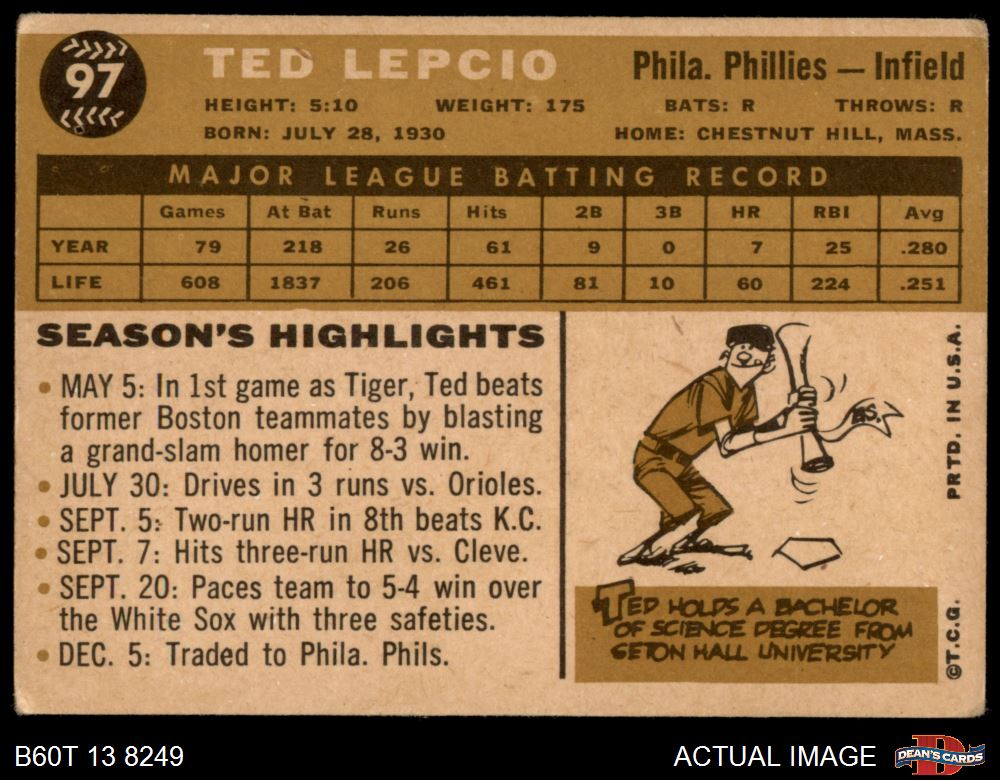 97
TED LEPCIO
Phila. Phillies — Infield
HEIGHT: 5:10 WEIGHT: 175 BATS: R THROWS: R
BORN: JULY 28, 1930 HOME: CHESTNUT HILL, MASS.
MAJOR LEAGUE BATTING RECORD
Games At Bat Runs Hits 2B 3B HR RBI Avg
YEAR 79 218 26 61 9 0 7 25 .280
LIFE 608 1837 206 461 81 10 60 224 .251
SEASON'S HIGHLIGHTS
• MAY 5: In 1st game as Tiger, Ted beats
former Boston teammates by blasting
a grand-slam homer for 8-3 win.
• JULY 30: Drives in 3 runs vs. Orioles.
• SEPT. 5: Two-run HR in 8th beats K.C.
• SEPT. 7: Hits three-run HR vs. Cleve.
• SEPT. 20: Paces team to 5-4 win over
the White Sox with three safeties.
• DEC. 5: Traded to Phila. Phils.
B.S.
TED HOLDS A BACHELOR
OF SCIENCE DEGREE FROM
SETON HALL UNIVERSITY
PRTD. IN U.S.A.
©T.C.G.
B60T 13 8249
ACTUAL IMAGE
D
DEAN'S CARDS